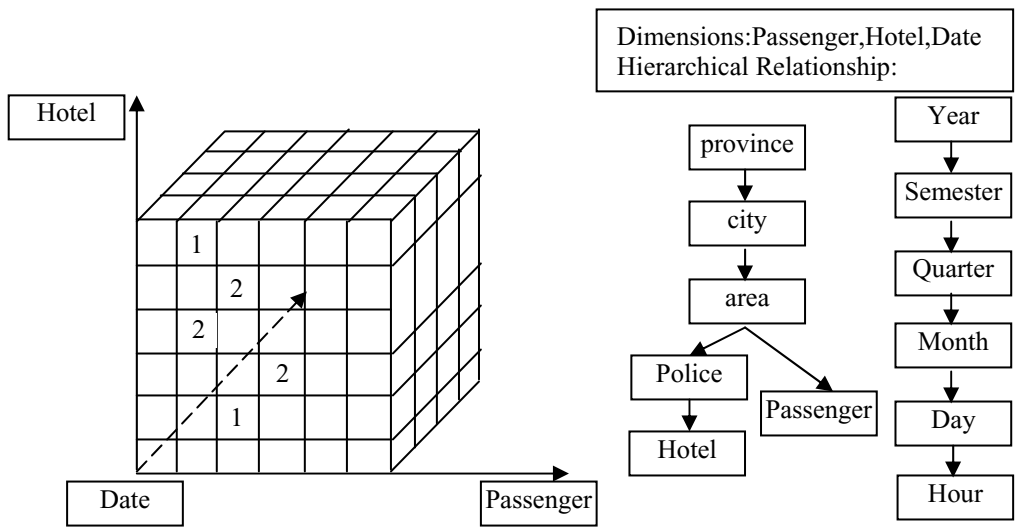 Dimensions:Passenger,Hotel,Date
Hierarchical Relationship:
Hotel
1
2
2
2
1
Date
Passenger
province
city
area
Police
Passenger
Hotel
Year
Semester
Quarter
Month
Day
Hour